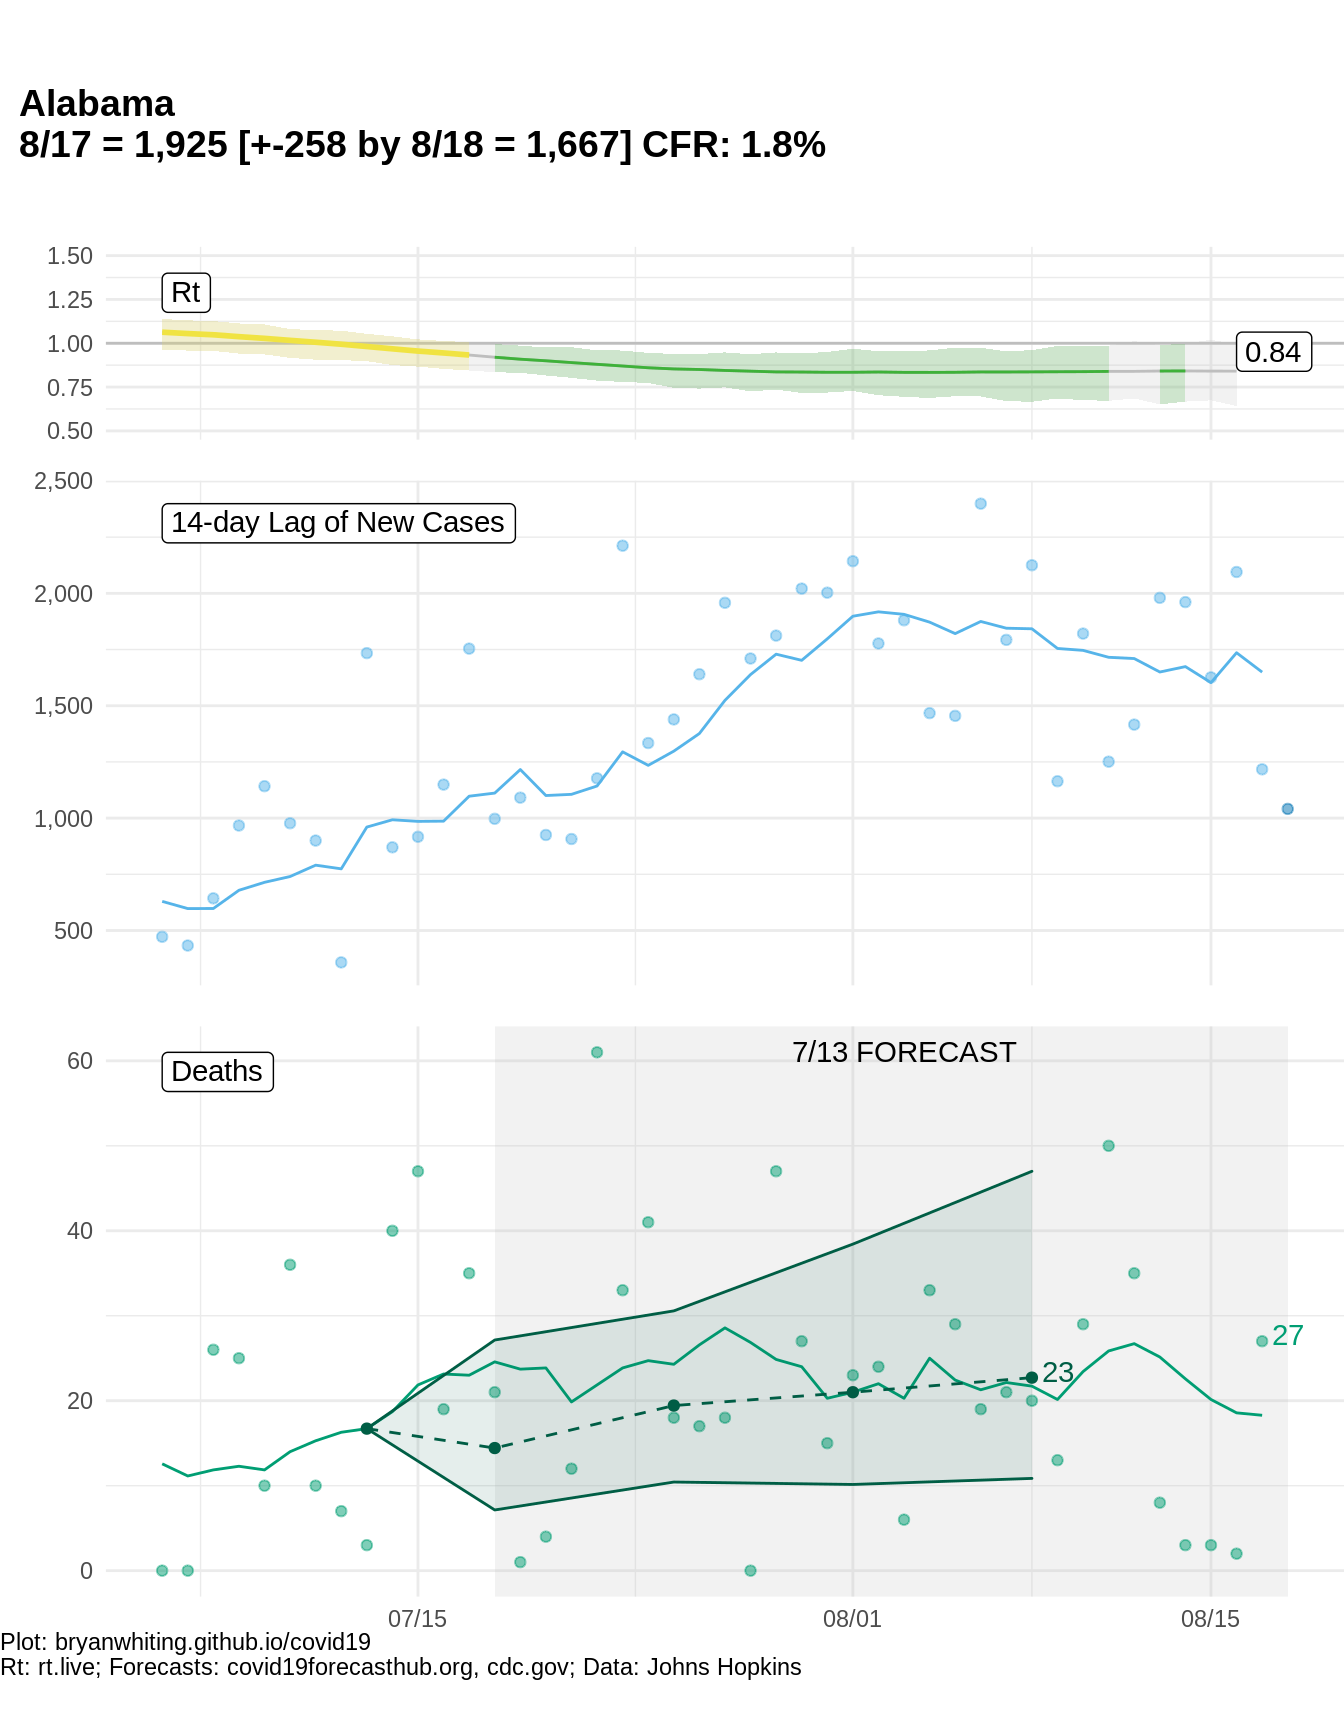 Alabama
8/17 = 1,925 [+-258 by 8/18 = 1,667] CFR: 1.8%
1.50
Rt
1.25
1.00
0.84
0.75
0.50
2,500
14-day Lag of New Cases
2,000
1,500
1,000
500
7/13 FORECAST
60
Deaths
40
27
23
20
0
07/15 08/01 08/15
Plot: bryanwhiting.github.io/covid19
Rt: rt.live; Forecasts: covid19forecasthub.org, cdc.gov; Data: Johns Hopkins